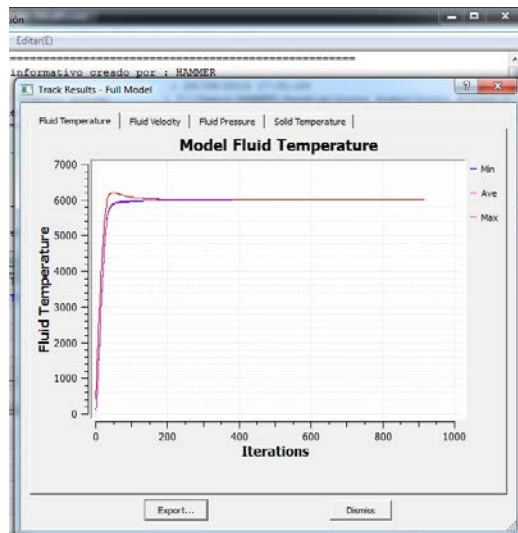 ión
Editar(E)
informativo creado por : HAMMER
Track Results - Full Model
Fluid Temperature | Fluid Velocity | Fluid Pressure | Solid Temperature
Model Fluid Temperature
7000
6000
5000
4000
3000
2000
1000
0
Fluid Temperature
Min
Ave
Max
0 200 400 600 800 1000
Iterations
Export...
Dismiss